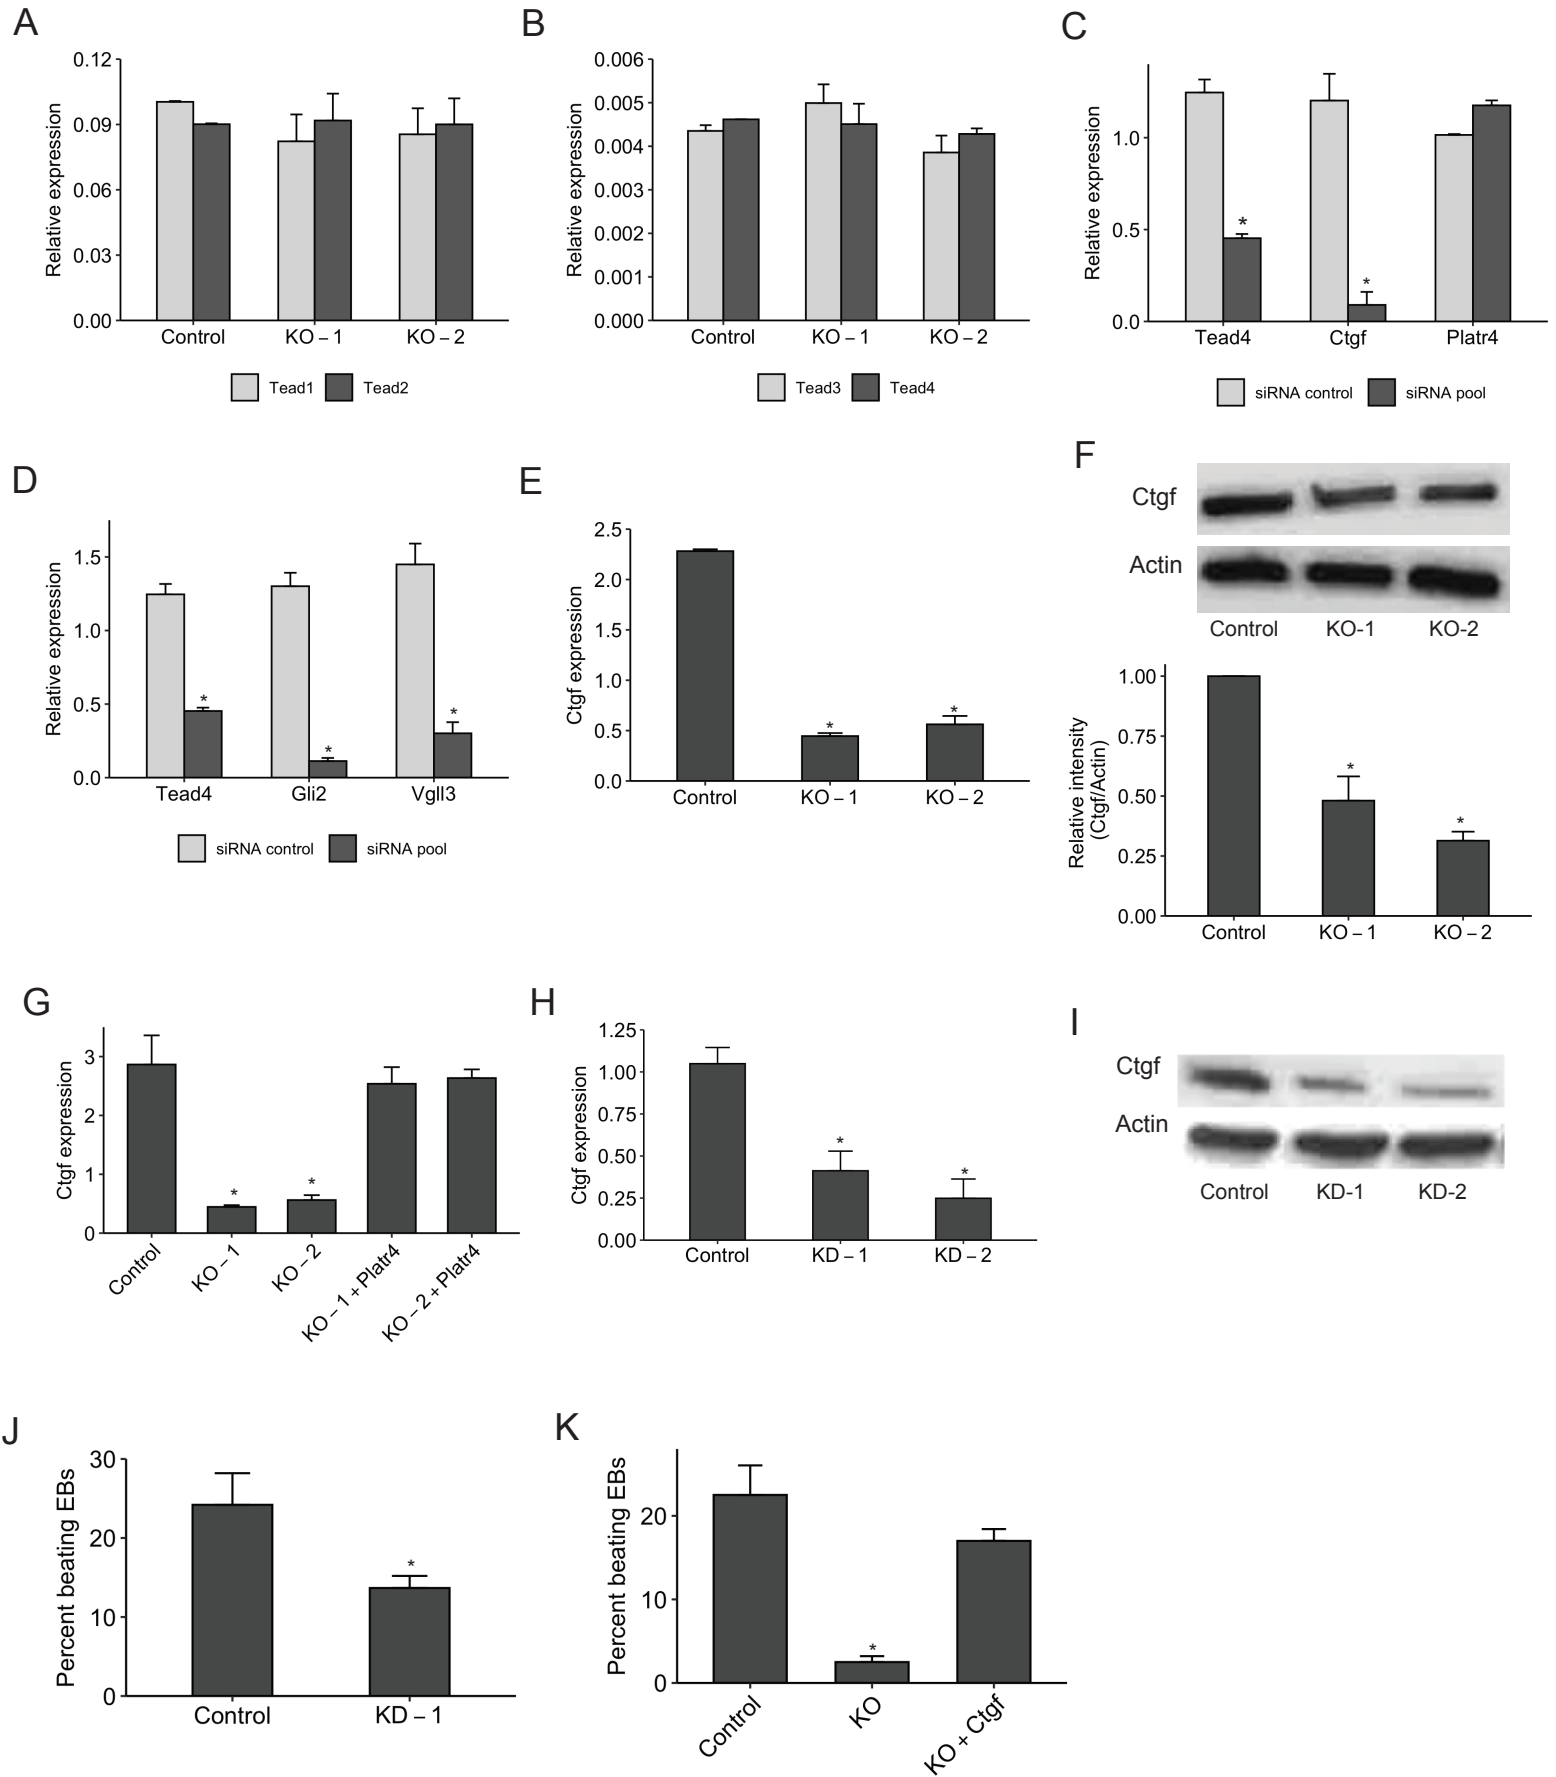 A
0.12
0.09
0.06
0.03
0.00
Relative expression
Control KO – 1 KO – 2
Tead1 Tead2
B
0.006
0.005
0.004
0.003
0.002
0.001
0.000
Relative expression
Control KO – 1 KO – 2
Tead3 Tead4
C
1.0
0.5
0.0
Relative expression
*
*
Tead4 Ctgf Platr4
siRNA control siRNA pool
D
1.5
1.0
0.5
0.0
Relative expression
*
*
*
Tead4 Gli2 Vgll3
siRNA control siRNA pool
E
2.5
2.0
1.5
1.0
0.5
0.0
Ctgf expression
*
*
Control KO – 1 KO – 2
F
Ctgf
Actin
Control KO-1 KO-2
1.00
0.75
0.50
0.25
0.00
Relative intensity
(Ctgf/Actin)
*
*
Control KO – 1 KO – 2
G
3
2
1
0
Ctgf expression
*
*
Control
KO – 1
KO – 2
KO – 1 + Platr4
KO – 2 + Platr4
H
1.25
1.00
0.75
0.50
0.25
0.00
Ctgf expression
*
*
Control KD – 1 KD – 2
I
Ctgf
Actin
Control KD-1 KD-2
J
30
20
10
0
Percent beating EBs
*
Control KD – 1
K
20
10
0
Percent beating EBs
*
Control
KO
KO + Ctgf